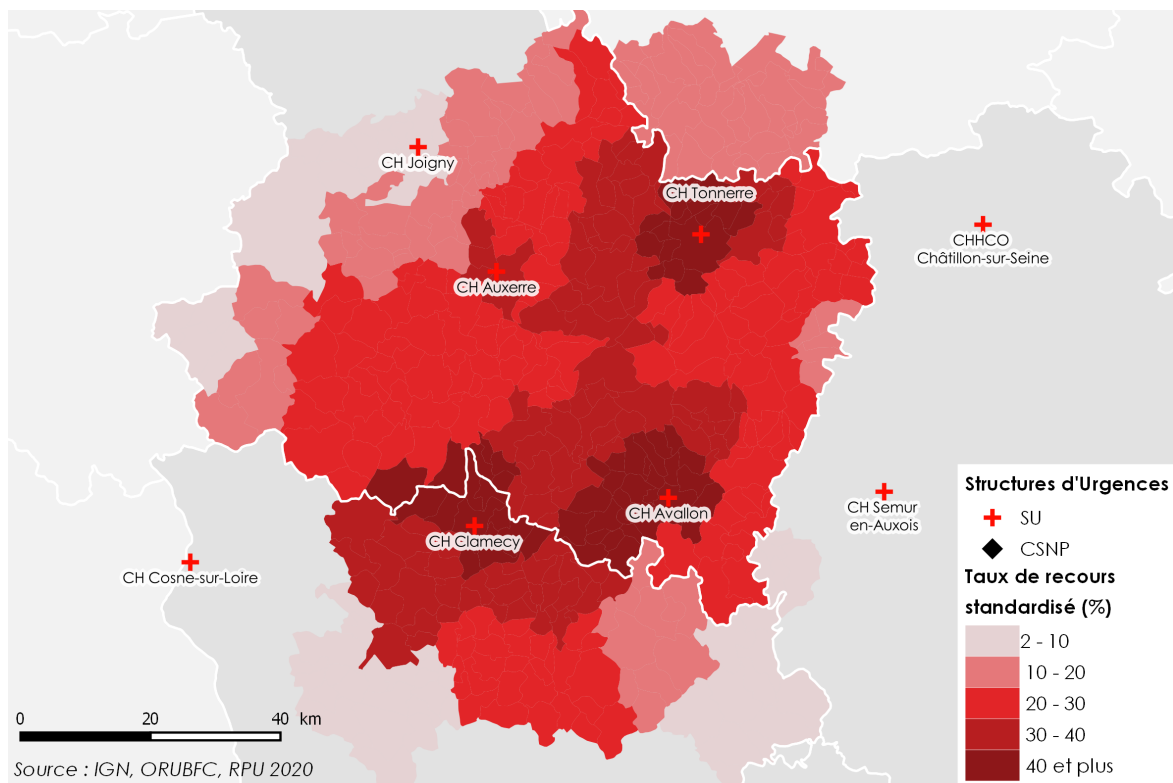 CH Joigny
CH Tonnerre
CHHCO
Châtillon-sur-Seine
CH Auxerre
CH Semur
en-Auxois
CH Avallon
CH Clamecy
CH Cosne-sur-Loire
Structures d'Urgences
SU
CSNP
Taux de recours
standardisé (%)
2 - 10
10 - 20
20 - 30
30 - 40
40 et plus
0 20 40 km
Source : IGN, ORUBFC, RPU 2020